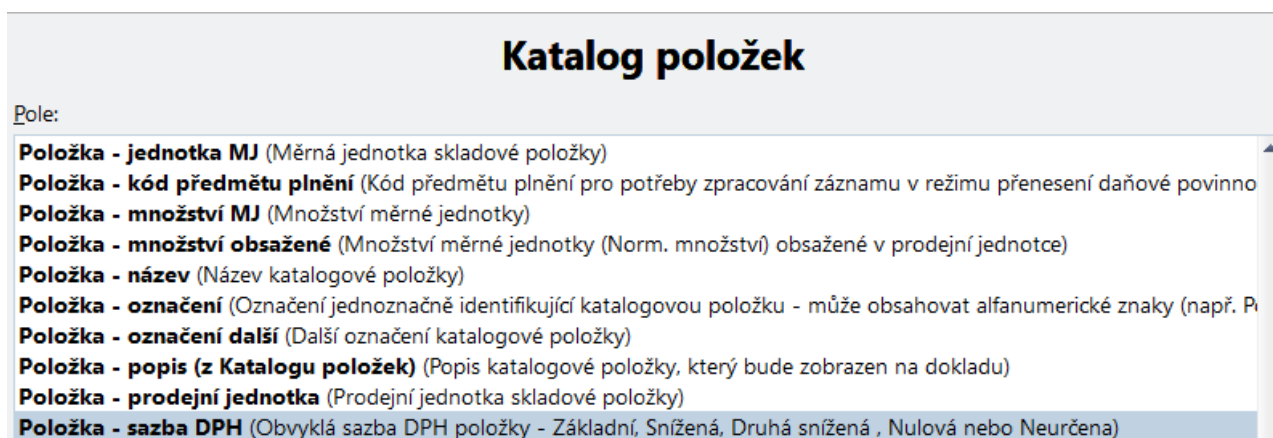 Katalog položek
Pole:
Položka - jednotka MJ (Měrná jednotka skladové položky)
Položka - kód předmětu plnění (Kód předmětu plnění pro potřeby zpracování záznamu v režimu přenesení daňové povinno
Položka - množství MJ (Množství měrné jednotky)
Položka - množství obsažené (Množství měrné jednotky (Norm. množství) obsažené v prodejní jednotce)
Položka - název (Název katalogové položky)
Položka - označení (Označení jednoznačně identifikující katalogovou položku - může obsahovat alfanumerické znaky (např.
Položka - označení další (Další označení katalogové položky)
Položka - popis (z Katalogu položek) (Popis katalogové položky, který bude zobrazen na dokladu)
Položka - prodejní jednotka (Prodejní jednotka skladové položky)
Položka - sazba DPH (Obvyklá sazba DPH položky - Základní, Snížená, Druhá snížená , Nulová nebo Neurčena)